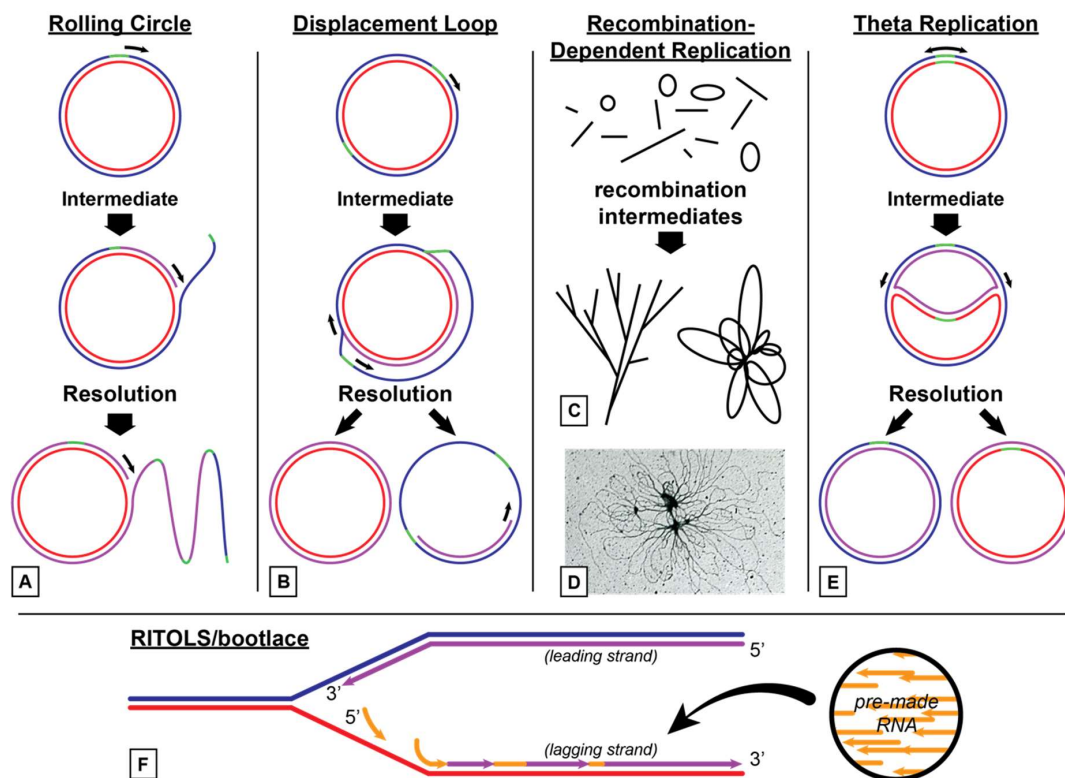 Rolling Circle
Intermediate
Resolution
A
Displacement Loop
Intermediate
Resolution
B
Recombination-
Dependent Replication
recombination
intermediates
C
D
Theta Replication
Intermediate
Resolution
E
RITOLS/bootlace
(leading strand)
5’
3’
5’
(lagging strand)
3’
pre-made
RNA
F